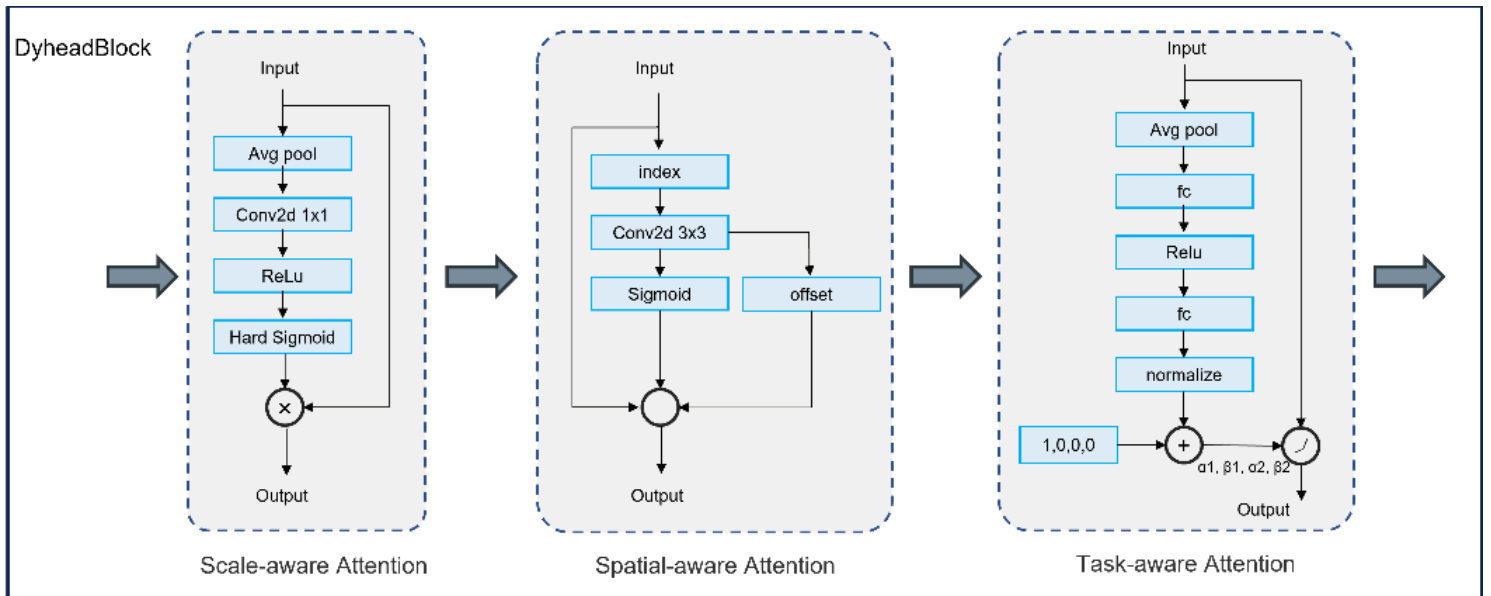 DyheadBlock
Input
Avg pool
Conv2d 1x1
ReLu
Hard Sigmoid
×
Output
Scale-aware Attention
Input
index
Conv2d 3x3
Sigmoid
offset
Output
Spatial-aware Attention
Input
Avg pool
fc
Relu
fc
normalize
1,0,0,0
+
α1, β1, α2, β2
Output
Task-aware Attention